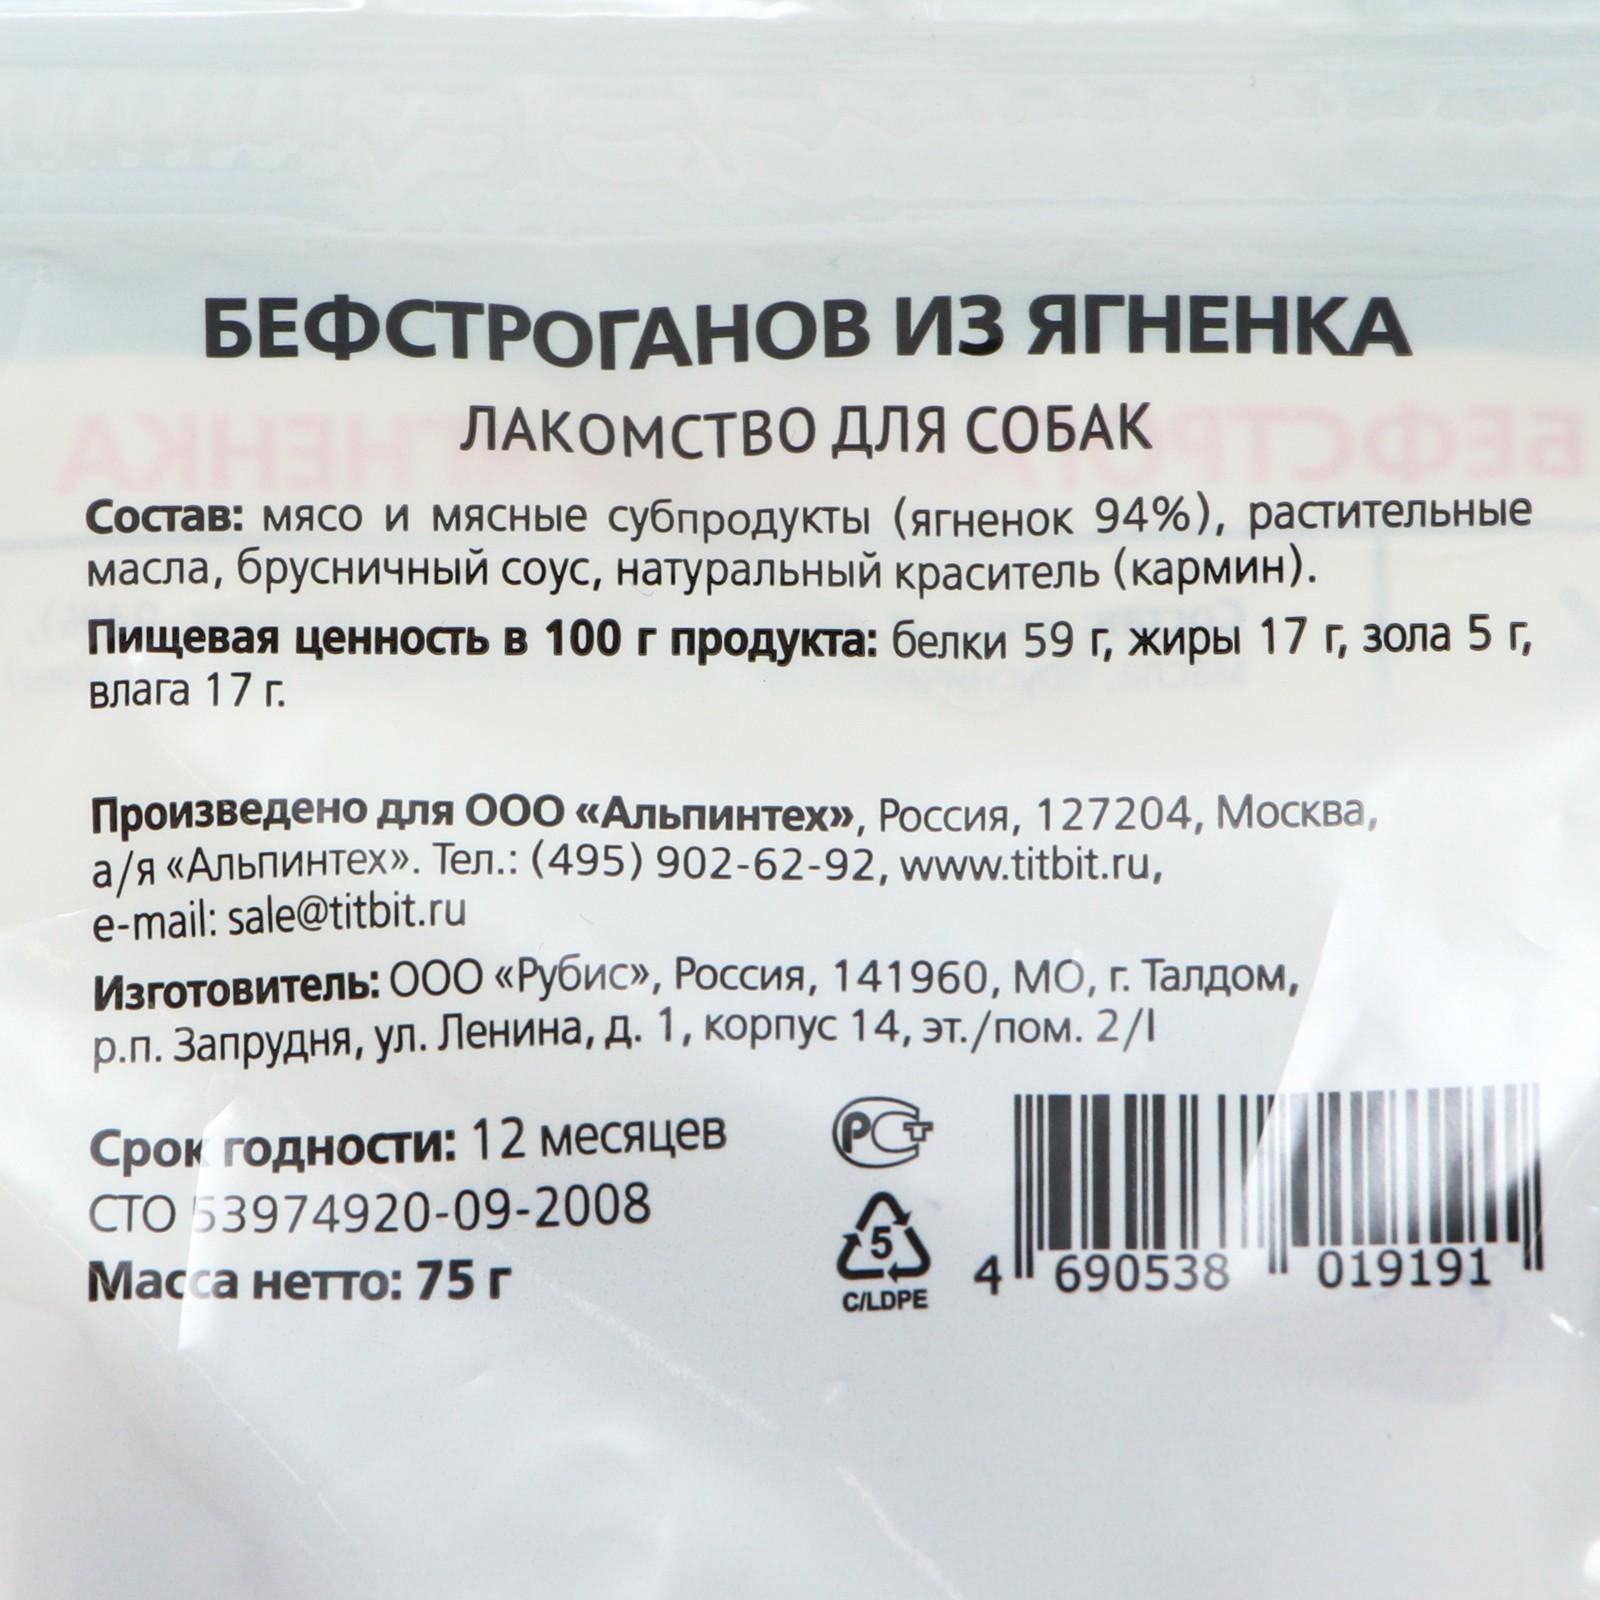 БЕФСТРОГАНОВ ИЗ ЯГНЕНКА
ЛАКОМСТВО ДЛЯ СОБАК
Состав: мясо и мясные субпродукты (ягненок 94%), растительные
масла, брусничный соус, натуральный краситель (кармин).
Пищевая ценность в 100 г продукта: белки 59 г, жиры 17 г, зола 5 г,
влага 17 г.
Произведено для ООО «Альпинтех», Россия, 127204, Москва,
а/я «Альпинтех». Тел.: (495) 902-62-92, www.titbit.ru,
e-mail: sale@titbit.ru
Изготовитель: ООО «Рубис», Россия, 141960, МО, г. Талдом,
р.п. Запрудня, ул. Ленина, д. 1, корпус 14, эт./пом. 2/I
Срок годности: 12 месяцев
СТО 53974920-09-2008
Масса нетто: 75 г
РСТ
5
C/LDPE
4 690538 019191